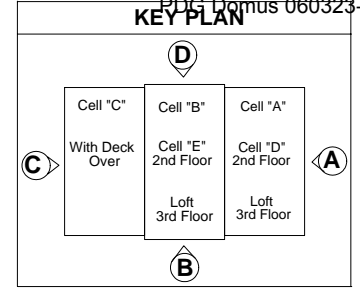 PDG Domus 060323-
KEY PLAN
D
Cell "C" Cell "B" Cell "A"
With Deck Cell "E" Cell "D"
Over 2nd Floor 2nd Floor
C A
Loft Loft
3rd Floor 3rd Floor
B